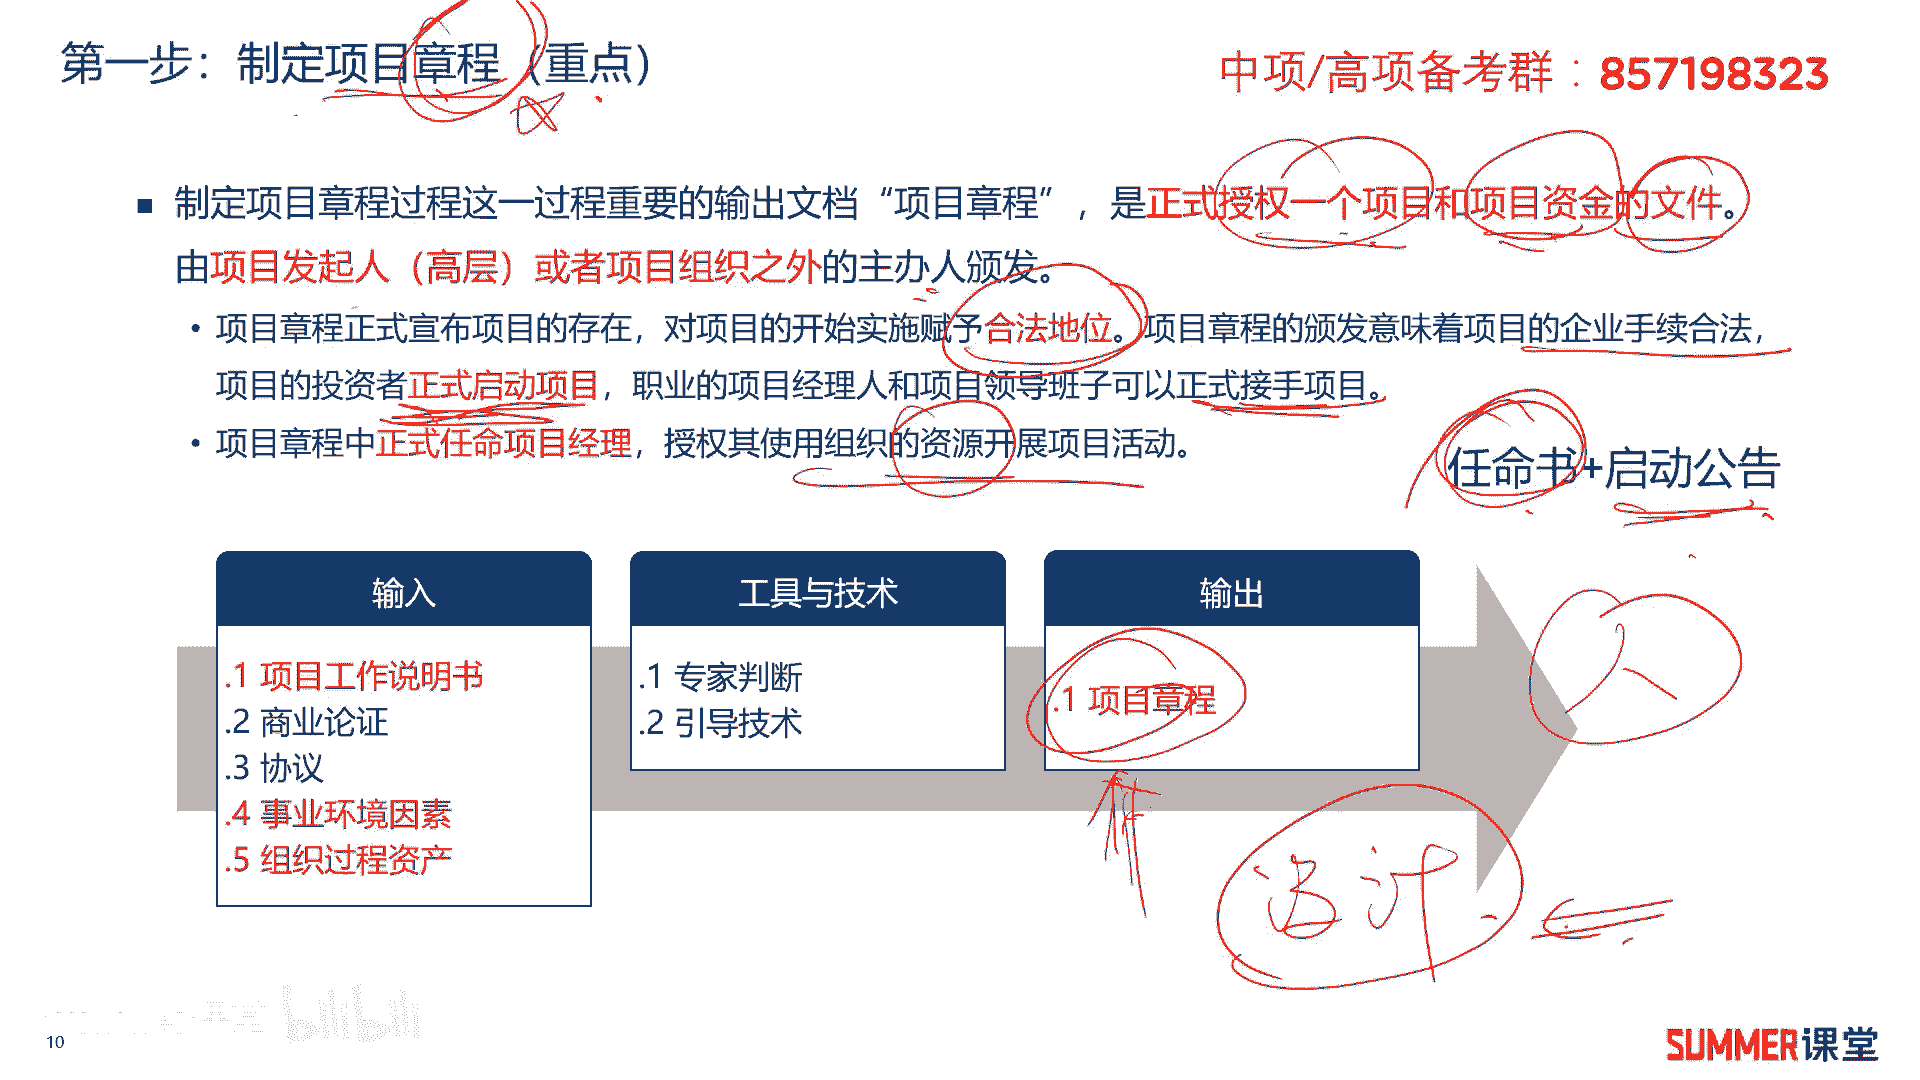 第一步：制定项目章程（重点）
中项/高项备考群：857198323
■ 制定项目章程过程这一过程重要的输出文档“项目章程”，是正式授权一个项目和项目资金的文件。
由项目发起人（高层）或者项目组织之外的主办人颁发。
• 项目章程正式宣布项目的存在，对项目的开始实施赋予合法地位。项目章程的颁发意味着项目的企业手续合法，
项目的投资者正式启动项目，职业的项目经理人和项目领导班子可以正式接手项目。
• 项目章程中正式任命项目经理，授权其使用组织的资源开展项目活动。
任命书+启动公告
输入
.1 项目工作说明书
.2 商业论证
.3 协议
.4 事业环境因素
.5 组织过程资产
工具与技术
.1 专家判断
.2 引导技术
输出
.1 项目章程
bilibili
10
SUMMER课堂